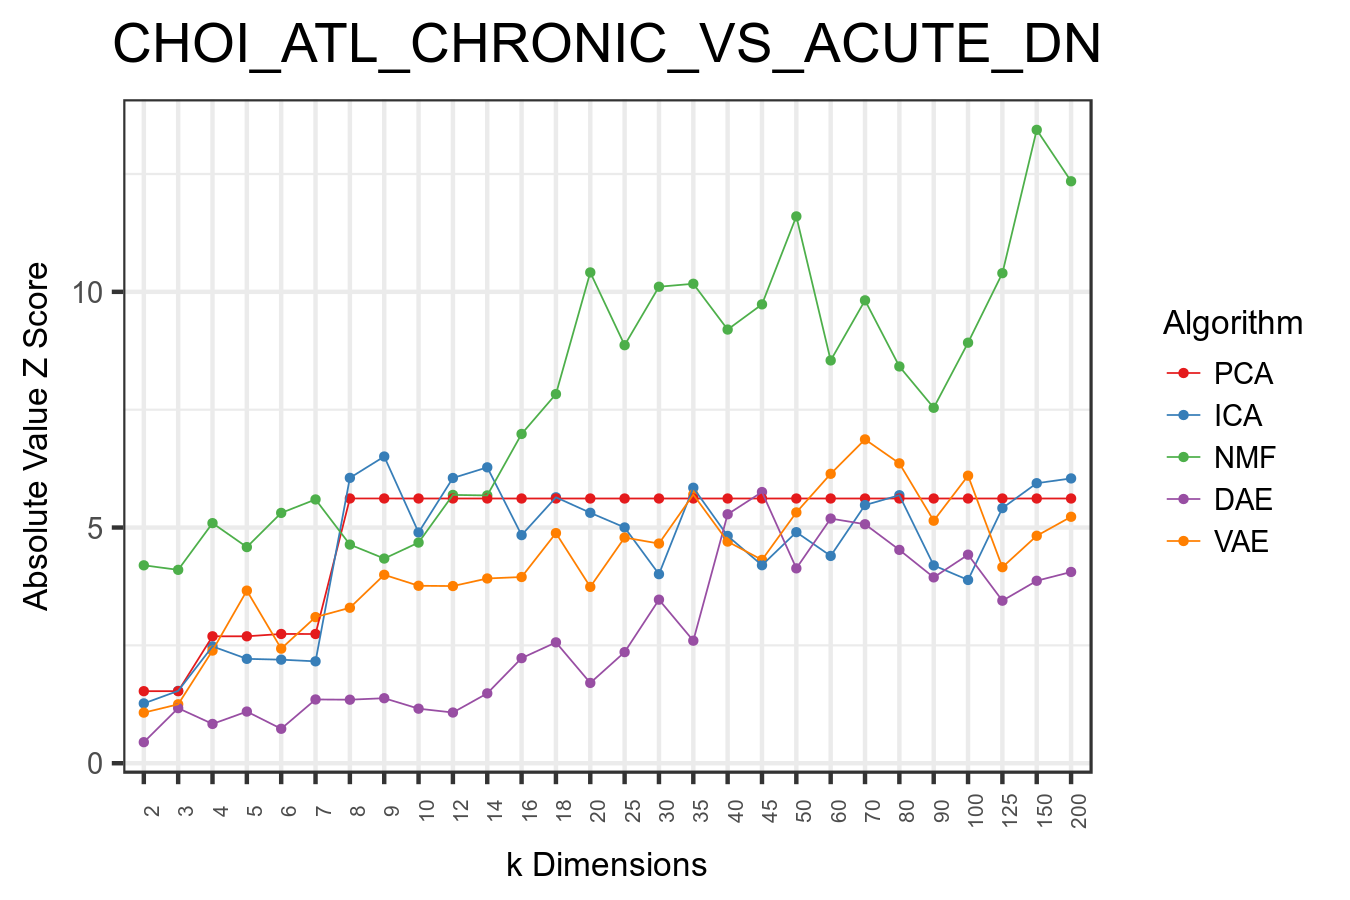 CHOI_ATL_CHRONIC_VS_ACUTE_DN
Absolute Value Z Score
10
5
0
2 3 4 5 6 7 8 9 10 12 14 16 18 20 25 30 35 40 45 50 60 70 80 90 100 125 150 200
k Dimensions
Algorithm
PCA
ICA
NMF
DAE
VAE